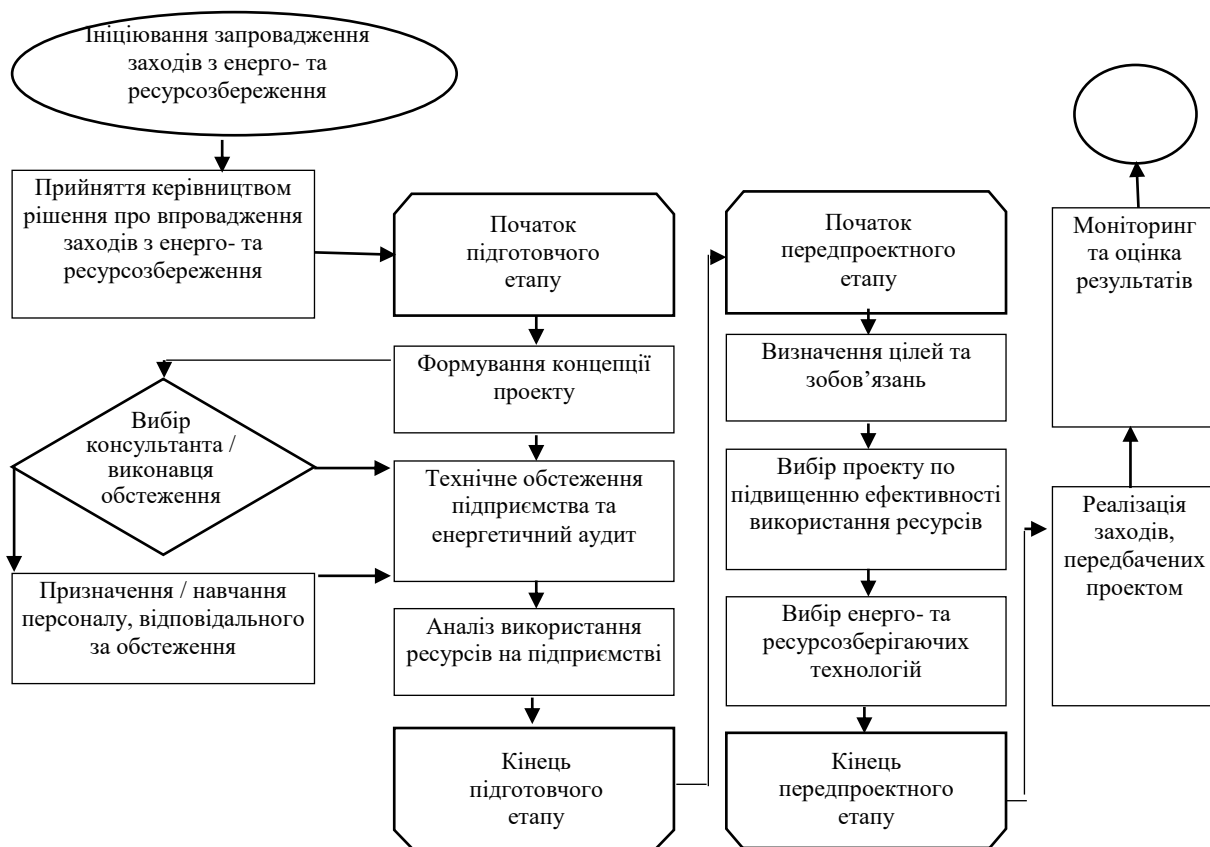 Ініціювання запровадження
заходів з енерго- та
ресурсозбереження
Прийняття керівництвом
рішення про впровадження
заходів з енерго- та
ресурсозбереження
Початок
підготовчого
етапу
Формування концепції
проекту
Вибір
консультанта /
виконавця
обстеження
Технічне обстеження
підприємства та
енергетичний аудит
Призначення / навчання
персоналу, відповідального
за обстеження
Аналіз використання
ресурсів на підприємстві
Кінець
підготовчого
етапу
Початок
передпроектного
етапу
Визначення цілей та
зобов’язань
Вибір проекту по
підвищенню ефективності
використання ресурсів
Вибір енерго- та
ресурсозберігаючих
технологій
Кінець
передпроектного
етапу
Реалізація
заходів,
передбачених
проектом
Моніторинг
та оцінка
результатів